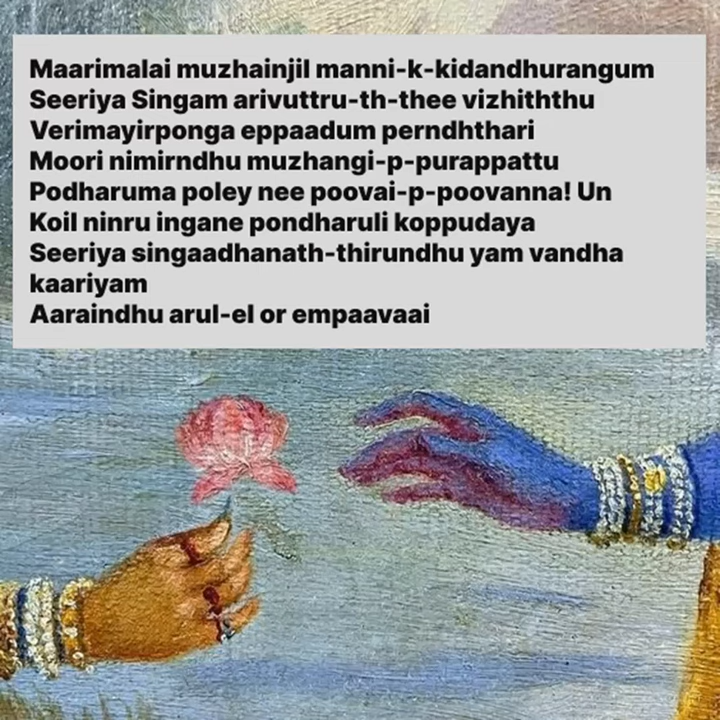 Maarimalai muzhainjil manni-k-kidandhurangum
Seeriya Singam arivuttru-th-thee vizhiththu
Verimayirponga eppaadum perndhthari
Moori nimirndhu muzhangi-p-purappattu
Podharuma poley nee poovai-p-poovanna! Un
Koil ninru ingane pondharuli koppudaya
Seeriya singaadhanath-thirundhu yam vandha
kaariyam
Aaraindhu arul-el or empaavaai